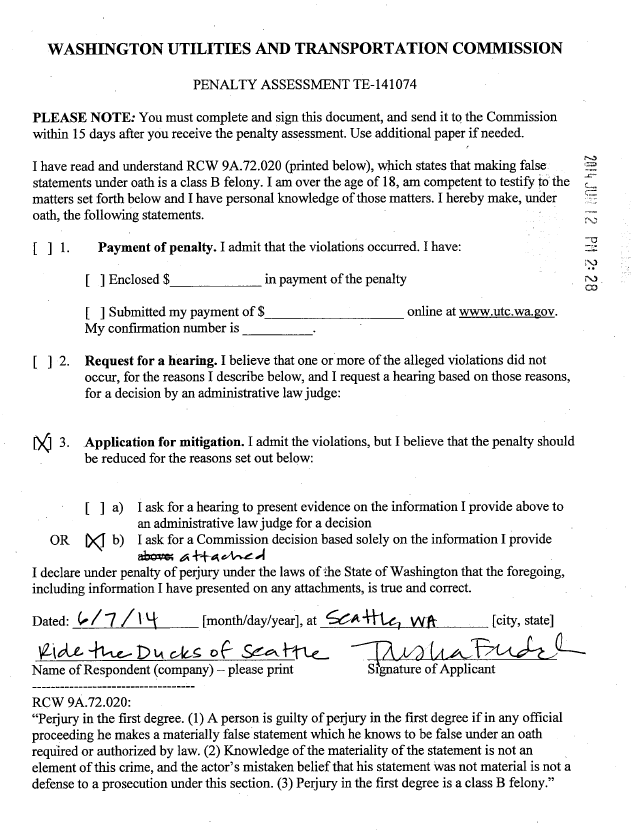 WASHINGTON UTILITIES AND TRANSPORTATION COMMISSION
PENALTY ASSESSMENT TE-141074
PLEASE NOTE: You must complete and sign this document, and send it to the Commission
within 15 days after you receive the penalty assessment. Use additional paper if needed.
I have read and understand RCW 9A.72.020 (printed below), which states that making false
statements under oath is a class B felony. I am over the age of 18, am competent to testify to the
matters set forth below and I have personal knowledge of those matters. I hereby make, under
oath, the following statements.
2014 JUN 12 PM 2:28
[ ] 1. Payment of penalty. I admit that the violations occurred. I have:
[ ] Enclosed $____________ in payment of the penalty
[ ] Submitted my payment of $____________________ online at www.utc.wa.gov.
My confirmation number is __________.
[ ] 2. Request for a hearing. I believe that one or more of the alleged violations did not
occur, for the reasons I describe below, and I request a hearing based on those reasons,
for a decision by an administrative law judge:
[X] 3. Application for mitigation. I admit the violations, but I believe that the penalty should
be reduced for the reasons set out below:
[ ] a) I ask for a hearing to present evidence on the information I provide above to
an administrative law judge for a decision
OR [X] b) I ask for a Commission decision based solely on the information I provide
above. attached
I declare under penalty of perjury under the laws of the State of Washington that the foregoing,
including information I have presented on any attachments, is true and correct.
Dated: 6/7/14 [month/day/year], at Seattle, WA [city, state]
Ride the Ducks of Seattle
Name of Respondent (company) – please print Signature of Applicant
-----------------------------------
RCW 9A.72.020:
“Perjury in the first degree. (1) A person is guilty of perjury in the first degree if in any official
proceeding he makes a materially false statement which he knows to be false under an oath
required or authorized by law. (2) Knowledge of the materiality of the statement is not an
element of this crime, and the actor’s mistaken belief that his statement was not material is not a
defense to a prosecution under this section. (3) Perjury in the first degree is a class B felony.”